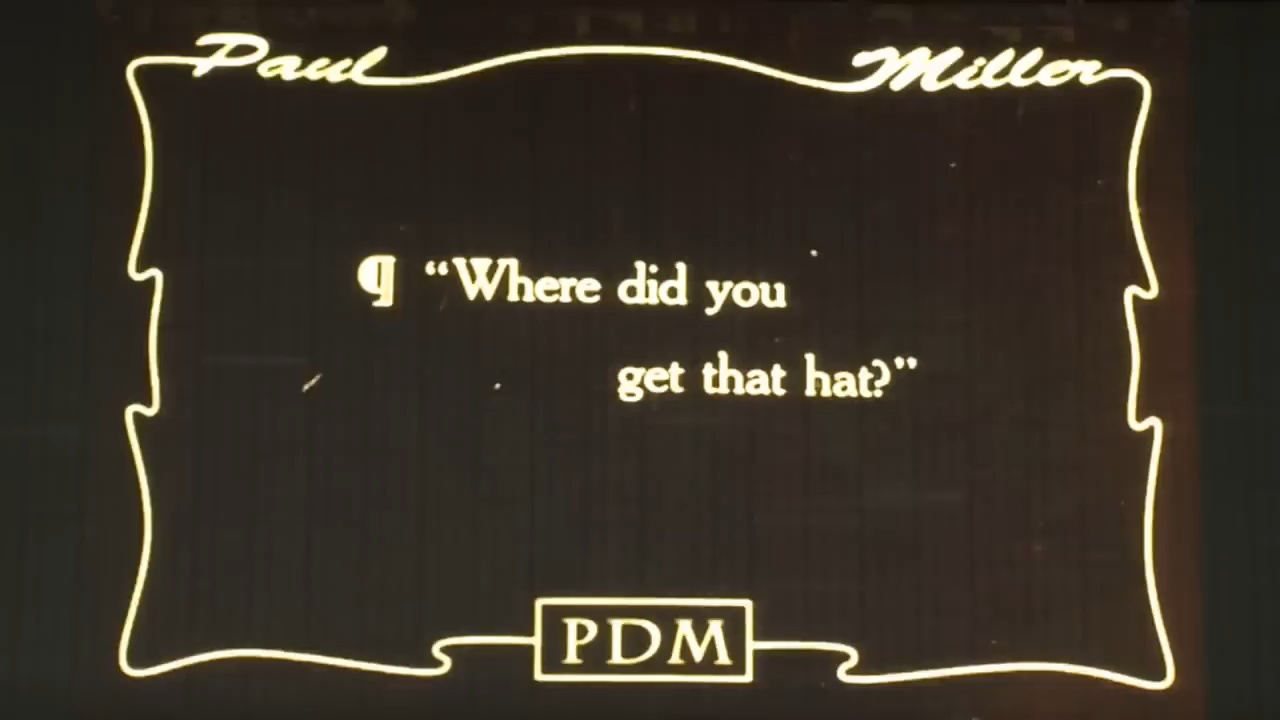 Paul Miller
¶ “Where did you
get that hat?”
PDM